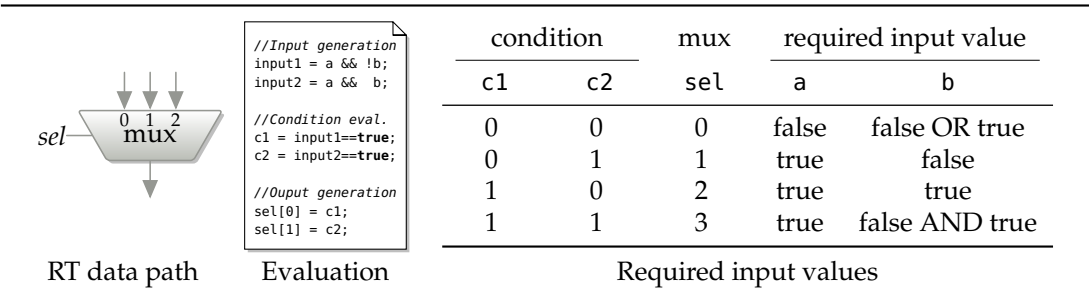 sel
0 1 2
mux
RT data path
//Input generation
input1 = a && !b;
input2 = a &&  b;
//Condition eval.
c1 = input1==true;
c2 = input2==true;
//Ouput generation
sel[0] = c1;
sel[1] = c2;
Evaluation
condition mux required input value
c1 c2 sel a b
0 0 0 false false OR true
0 1 1 true false
1 0 2 true true
1 1 3 true false AND true
Required input values